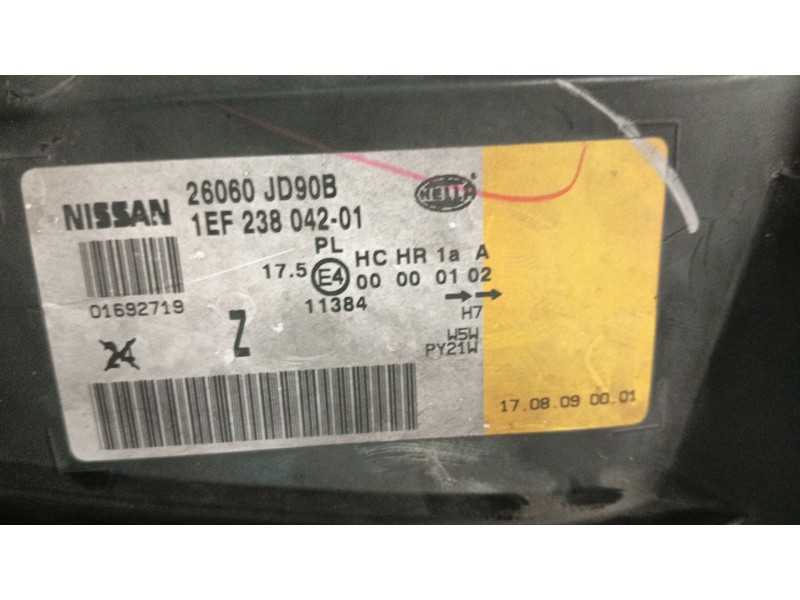 NISSAN 26060 JD90B HELLA ®
1EF 238 042-01
PL
17.5 E4 HC HR 1a A
00 00 01 02
11384
01692719
H7
W5W
PY21W
24
Z
17.08.09 00.01